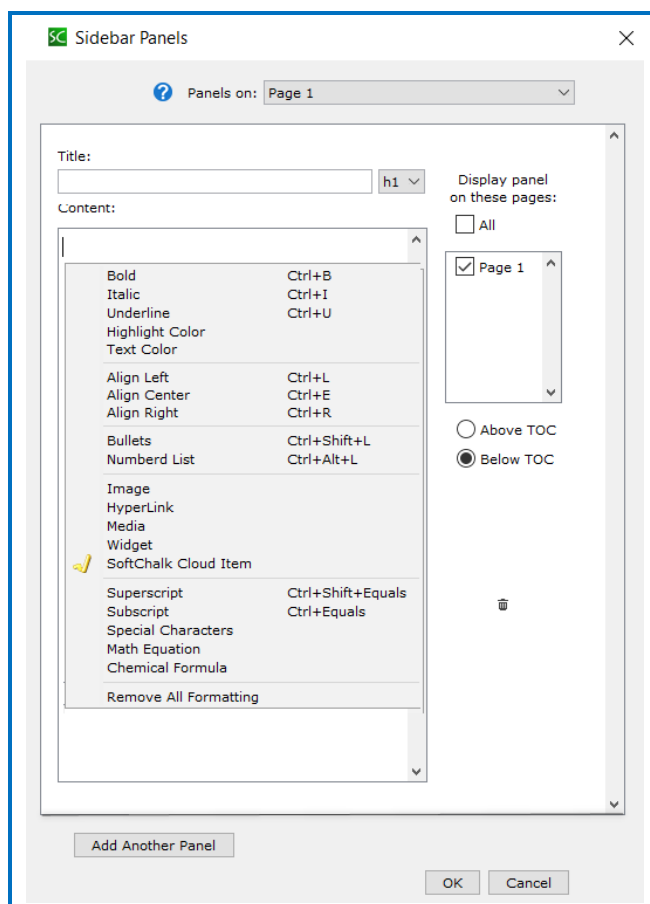 SC Sidebar Panels
? Panels on: Page 1
Title:
h1
Display panel
on these pages:
Content:
All
Page 1
Bold Ctrl+B
Italic Ctrl+I
Underline Ctrl+U
Highlight Color
Text Color
Align Left Ctrl+L
Align Center Ctrl+E
Align Right Ctrl+R
Above TOC
Bullets Ctrl+Shift+L
Numberd List Ctrl+Alt+L
Below TOC
Image
HyperLink
Media
Widget
SoftChalk Cloud Item
Superscript Ctrl+Shift+Equals
Subscript Ctrl+Equals
Special Characters
Math Equation
Chemical Formula
Remove All Formatting
Add Another Panel
OK Cancel